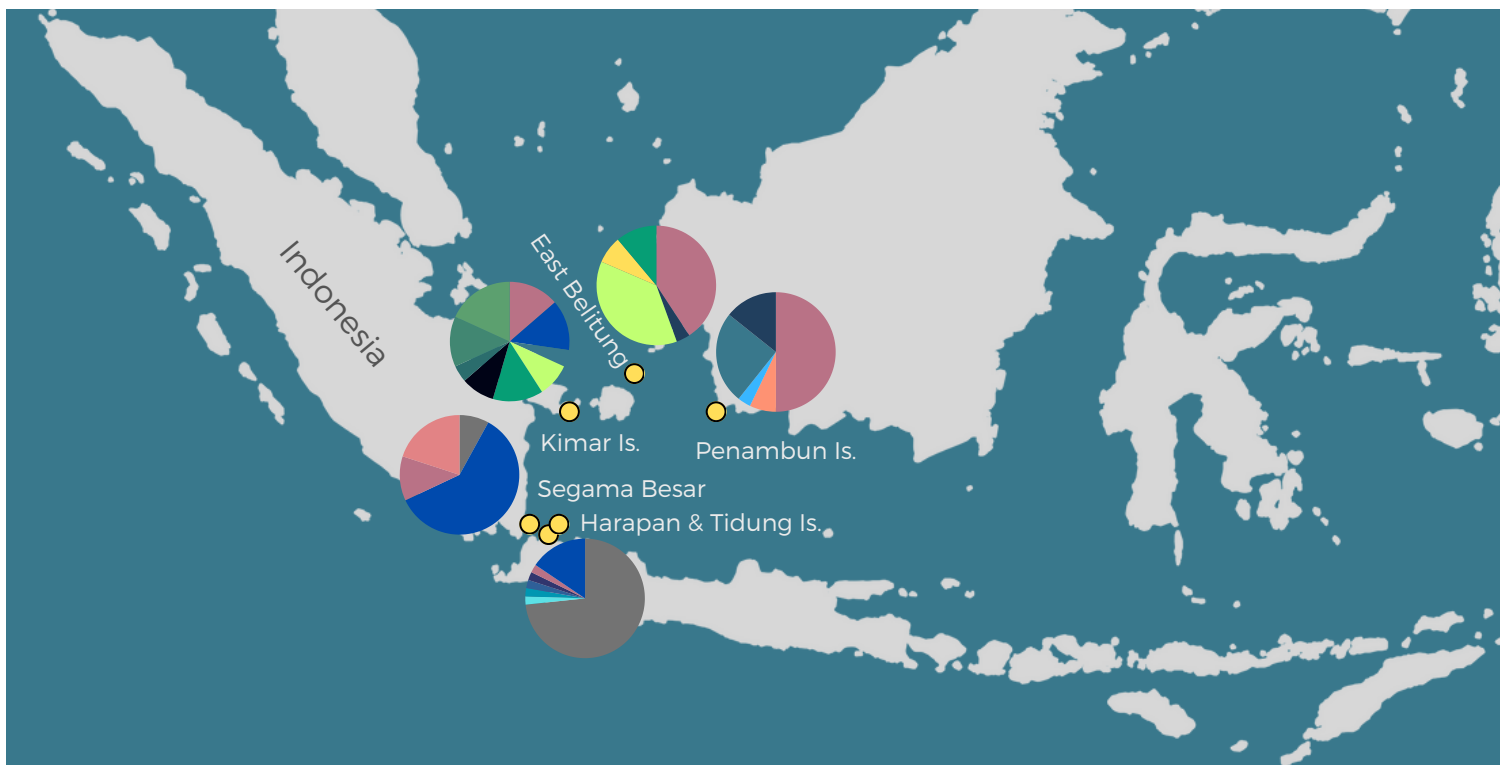 Indonesia
East Belitung
Kimar Is.
Penambun Is.
Segama Besar
Harapan & Tidung Is.